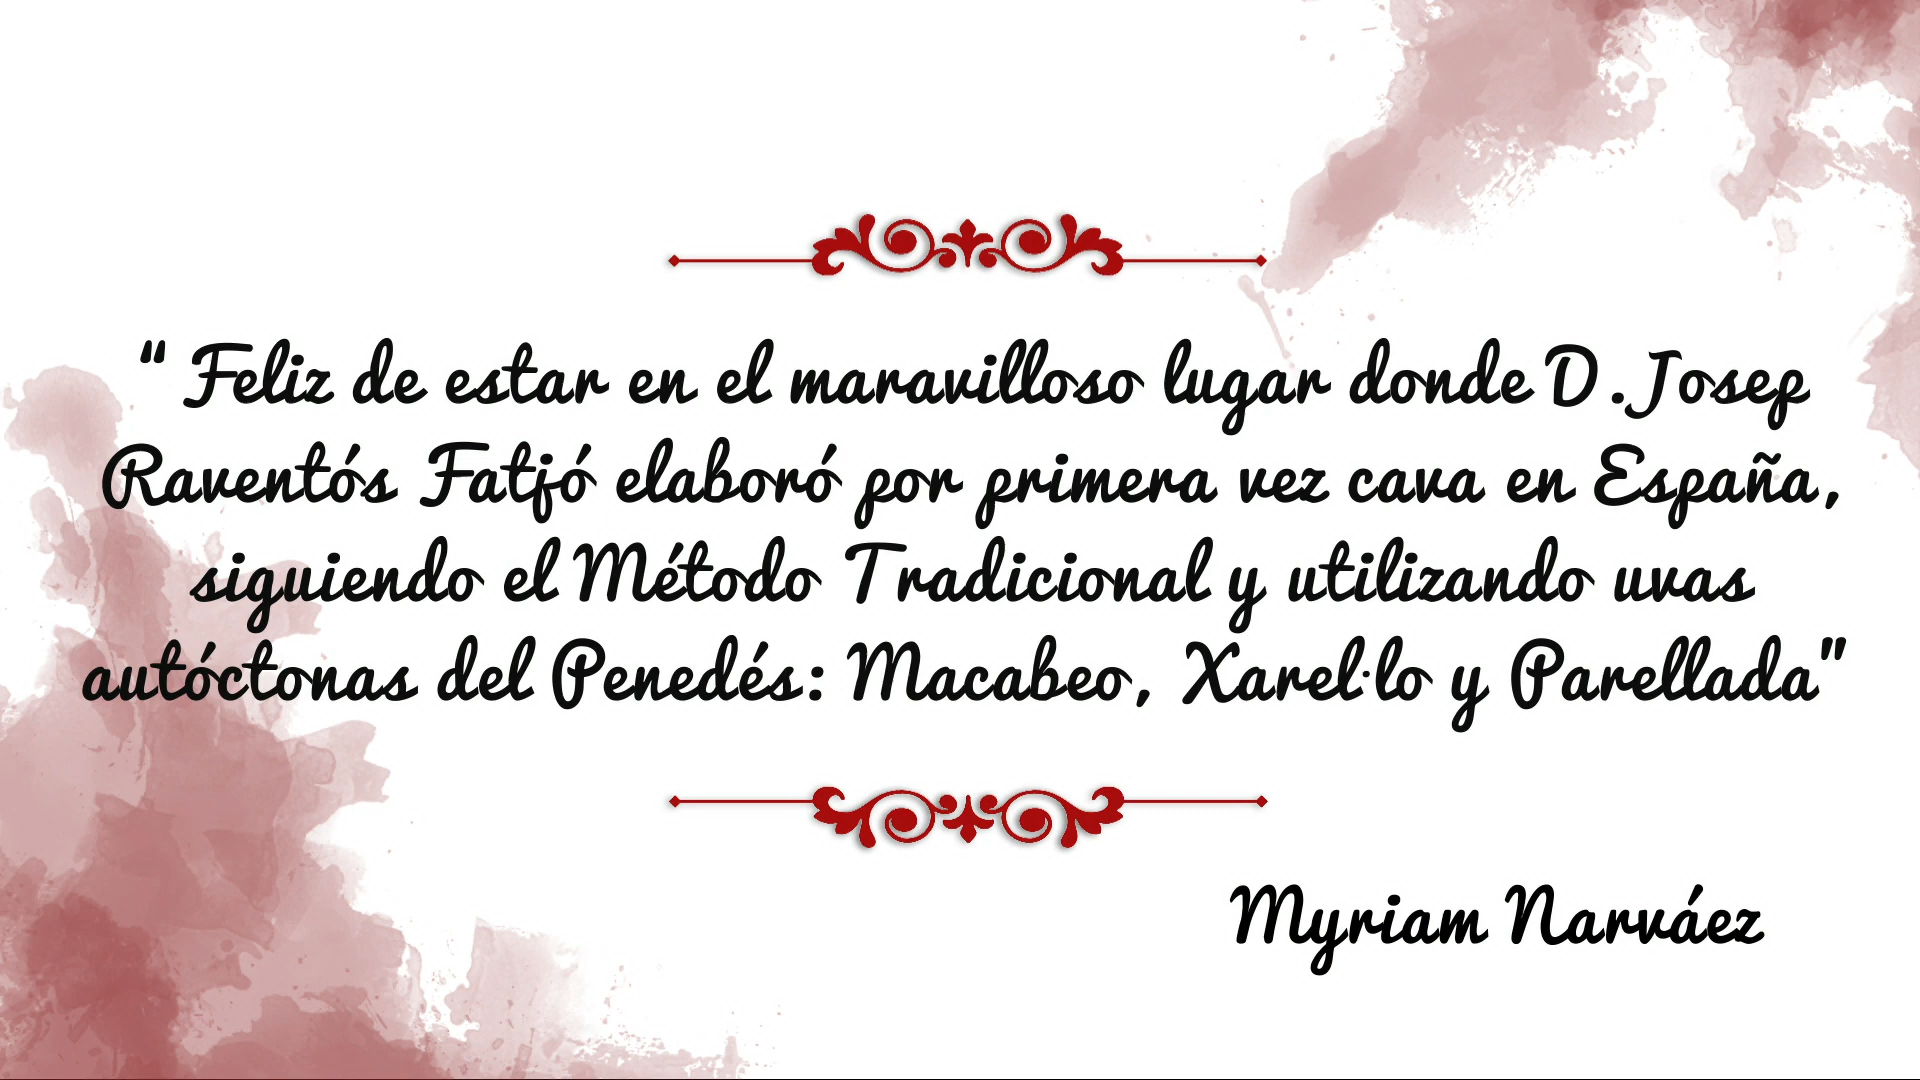 “ Feliz de estar en el maravilloso lugar donde D. Josep
Raventós Fatjó elaboró por primera vez cava en España,
siguiendo el Método Tradicional y utilizando uvas
autóctonas del Penedés: Macabeo, Xarel·lo y Parellada”
Myriam Narváez